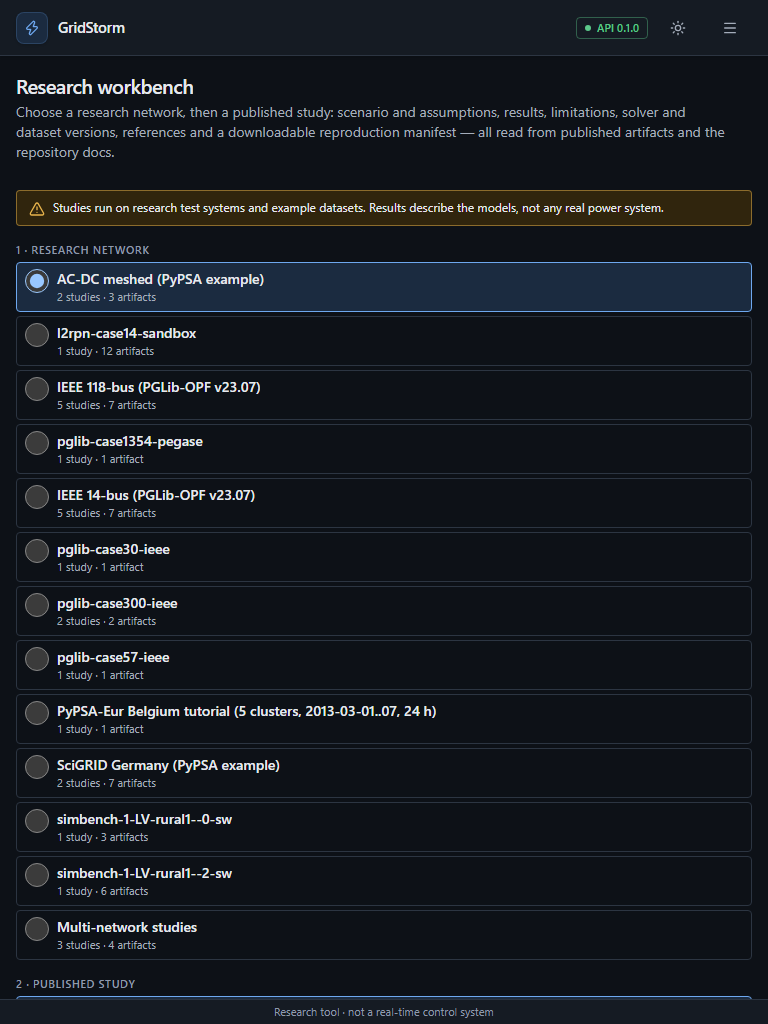 GridStorm
API 0.1.0
Research workbench
Choose a research network, then a published study: scenario and assumptions, results, limitations, solver and
dataset versions, references and a downloadable reproduction manifest — all read from published artifacts and the
repository docs.
Studies run on research test systems and example datasets. Results describe the models, not any real power system.
1 · RESEARCH NETWORK
AC-DC meshed (PyPSA example)
2 studies · 3 artifacts
l2rpn-case14-sandbox
1 study · 12 artifacts
IEEE 118-bus (PGLib-OPF v23.07)
5 studies · 7 artifacts
pglib-case1354-pegase
1 study · 1 artifact
IEEE 14-bus (PGLib-OPF v23.07)
5 studies · 7 artifacts
pglib-case30-ieee
1 study · 1 artifact
pglib-case300-ieee
2 studies · 2 artifacts
pglib-case57-ieee
1 study · 1 artifact
PyPSA-Eur Belgium tutorial (5 clusters, 2013-03-01..07, 24 h)
1 study · 1 artifact
SciGRID Germany (PyPSA example)
2 studies · 7 artifacts
simbench-1-LV-rural1--0-sw
1 study · 3 artifacts
simbench-1-LV-rural1--2-sw
1 study · 6 artifacts
Multi-network studies
3 studies · 4 artifacts
2 · PUBLISHED STUDY
Research tool · not a real-time control system